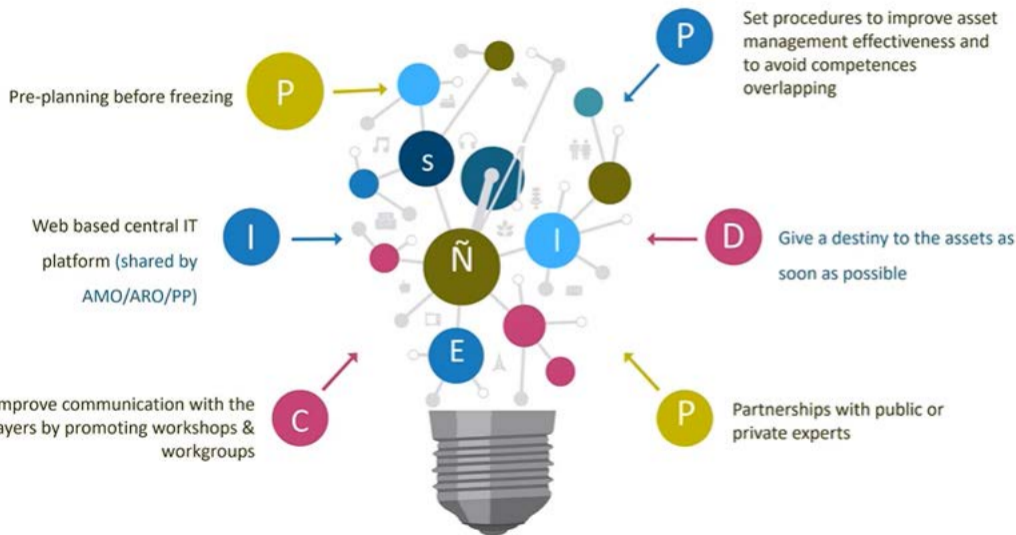 Pre-planning before freezing
P
Web based central IT
platform (shared by
AMO/ARO/PP)
I
mprove communication with the
ayers by promoting workshops &
workgroups
C
s
Ñ
I
E
P
Set procedures to improve asset
management effectiveness and
to avoid competences
overlapping
D
Give a destiny to the assets as
soon as possible
P
Partnerships with public or
private experts